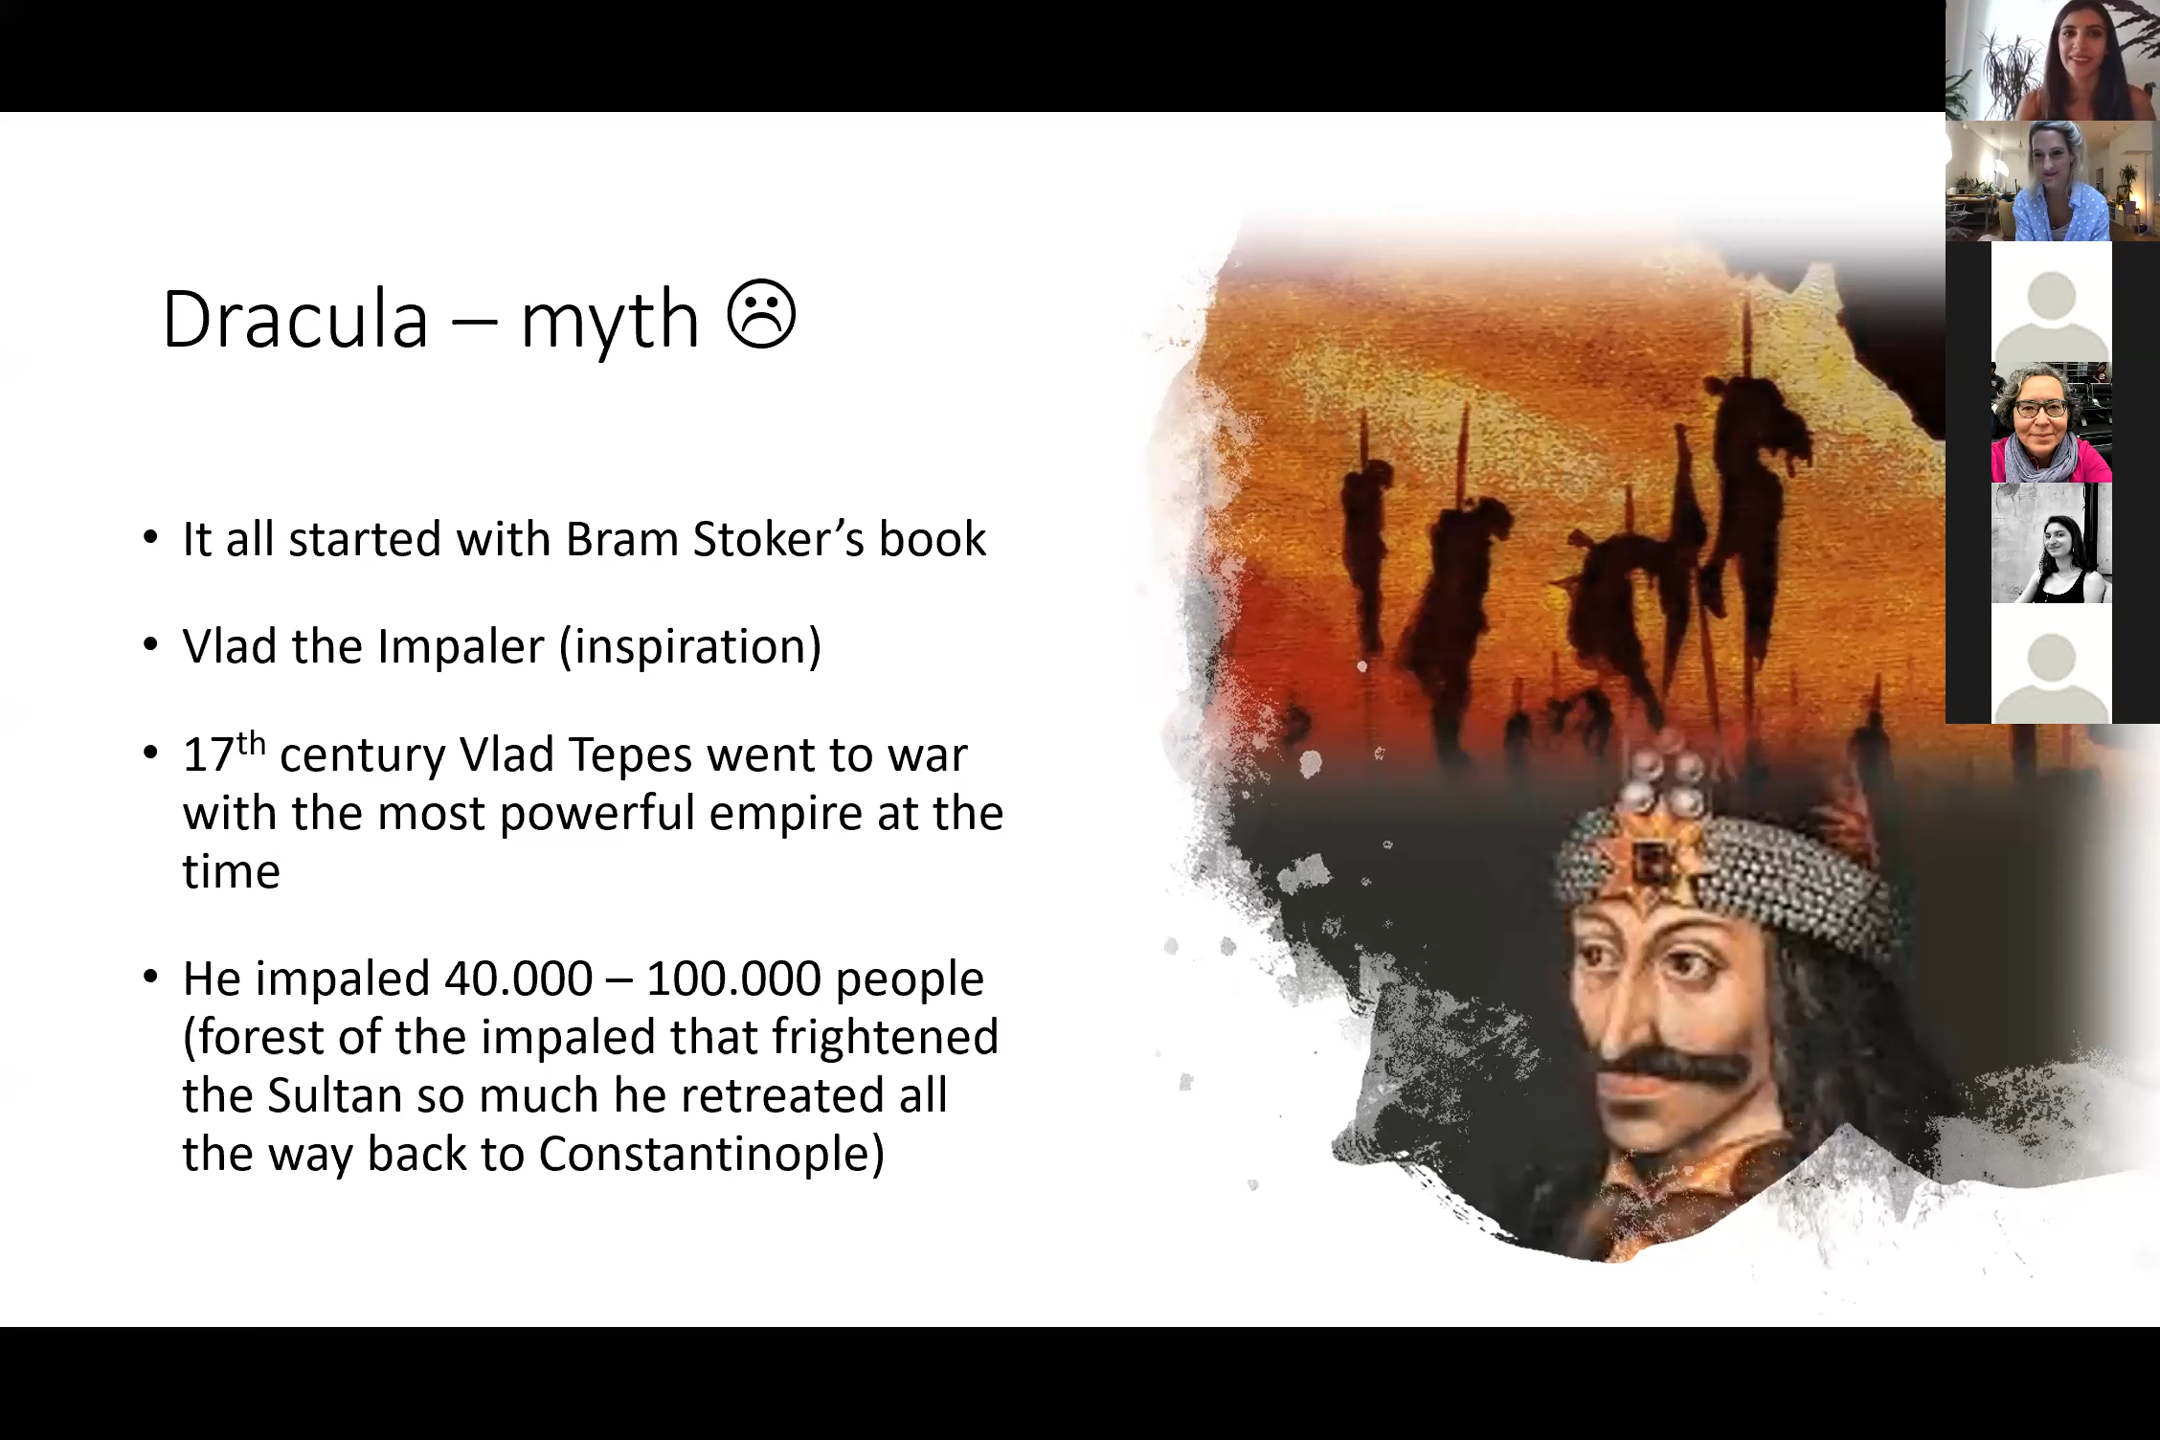 Dracula – myth ☹
• It all started with Bram Stoker’s book
• Vlad the Impaler (inspiration)
• 17th century Vlad Tepes went to war
with the most powerful empire at the
time
• He impaled 40.000 – 100.000 people
(forest of the impaled that frightened
the Sultan so much he retreated all
the way back to Constantinople)